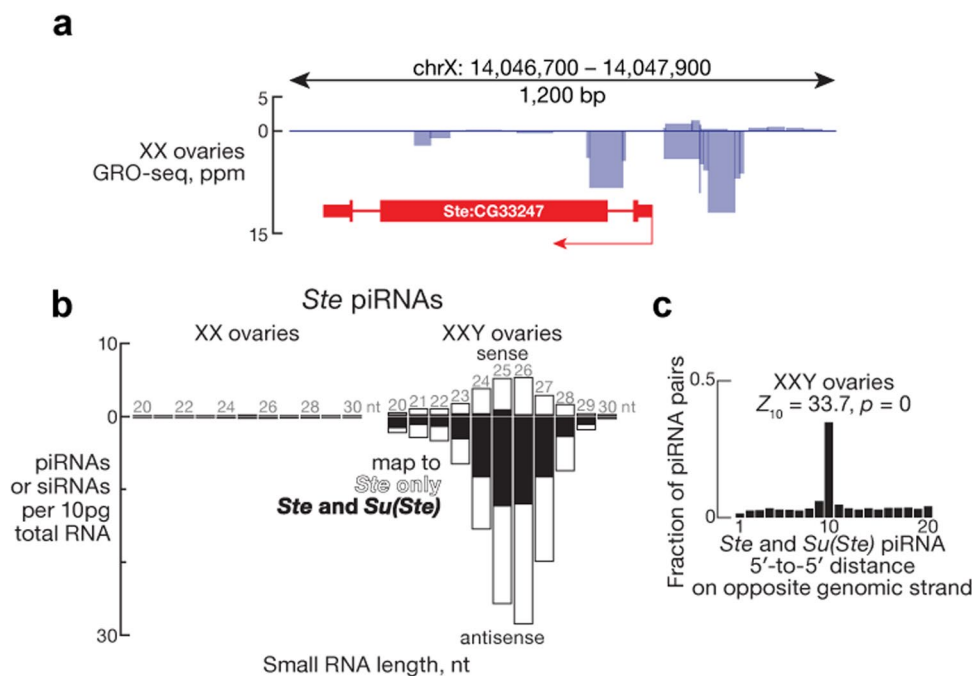 a
chrX: 14,046,700 – 14,047,900
1,200 bp
5
0
15
XX ovaries
GRO-seq, ppm
Ste:CG33247
b
Ste piRNAs
XX ovaries
XXY ovaries
sense
10
0
30
20 22 24 26 28 30 nt
20 21 22 23 24 25 26 27 28 29 30 nt
piRNAs
or siRNAs
per 10pg
total RNA
map to
Ste only
Ste and Su(Ste)
antisense
Small RNA length, nt
c
XXY ovaries
Z10 = 33.7, p = 0
Fraction of piRNA pairs
0.5
0
1 10 20
Ste and Su(Ste) piRNA
5′-to-5′ distance
on opposite genomic strand